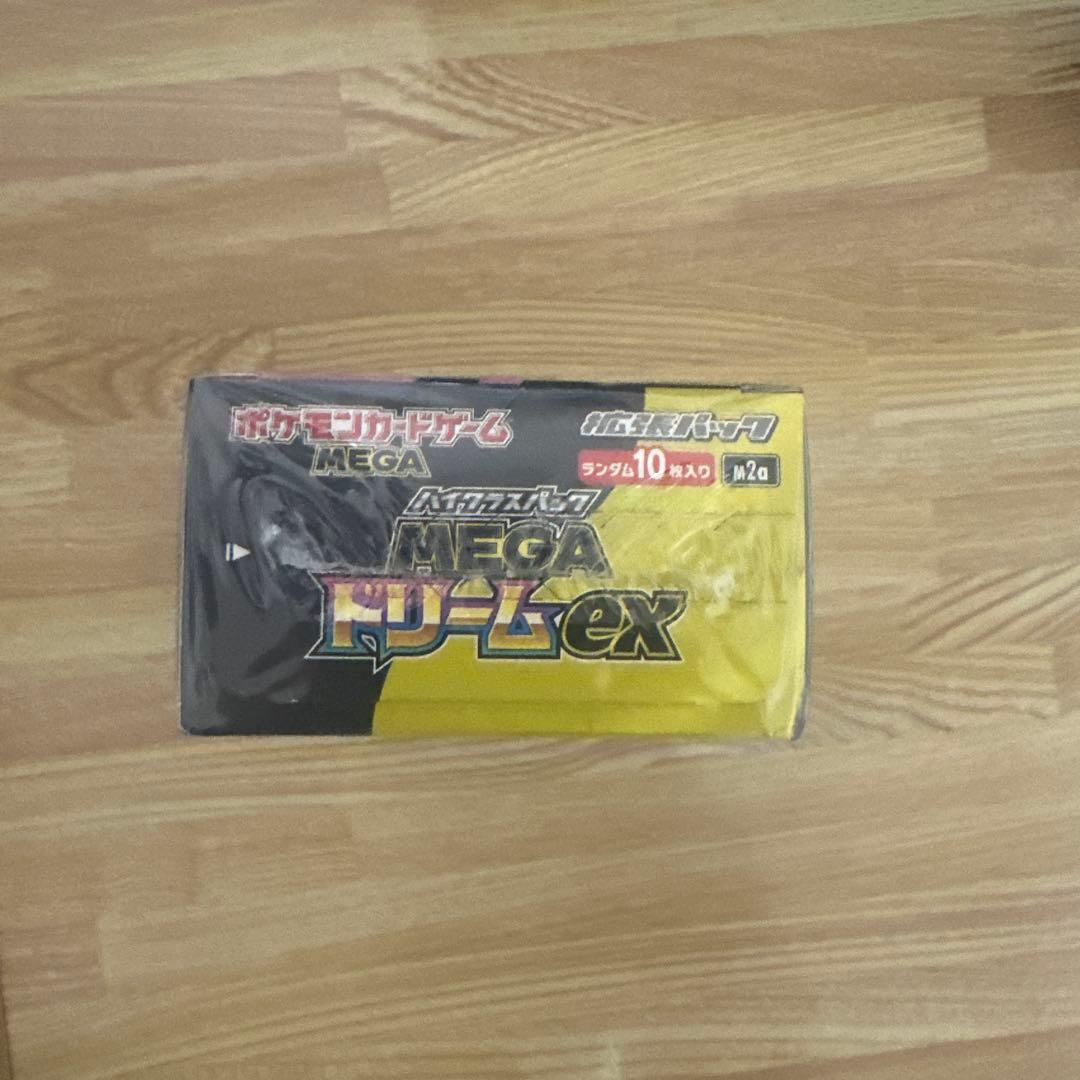 ポケモンカードゲーム
MEGA
拡張パック
ランダム10枚入り M2a
ハイクラスパック
MEGA
ドリームex